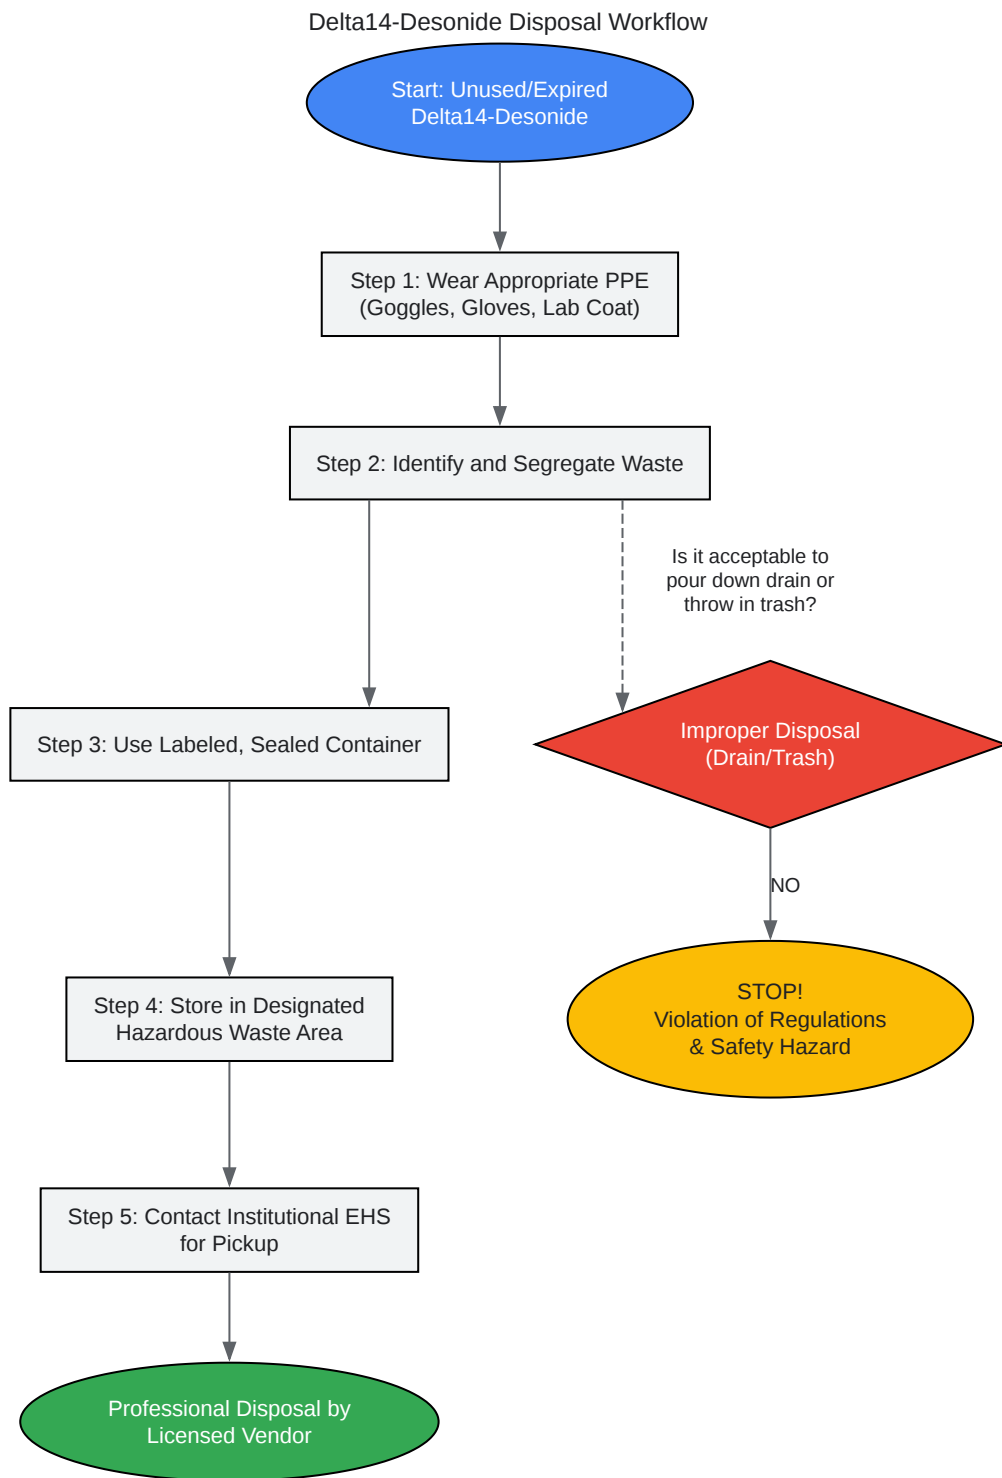 Delta14-Desonide Disposal Workflow
Start: Unused/Expired
Delta14-Desonide
Step 1: Wear Appropriate PPE
(Goggles, Gloves, Lab Coat)
Step 2: Identify and Segregate Waste
Is it acceptable to
pour down drain or
throw in trash?
Step 3: Use Labeled, Sealed Container
Improper Disposal
(Drain/Trash)
NO
Step 4: Store in Designated
Hazardous Waste Area
STOP!
Violation of Regulations
& Safety Hazard
Step 5: Contact Institutional EHS
for Pickup
Professional Disposal by
Licensed Vendor